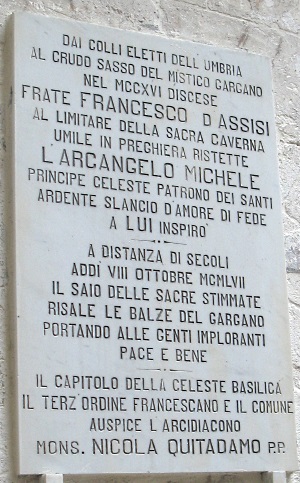 DAI COLLI ELETTI DELL'UMBRIA
AL CRUDO SASSO DEL MISTICO GARGANO
NEL MCCXVI DISCESE
FRATE FRANCESCO D'ASSISI
AL LIMITARE DELLA SACRA CAVERNA
UMILE IN PREGHIERA RISTETTE
L'ARCANGELO MICHELE
PRINCIPE CELESTE PATRONO DEI SANTI
ARDENTE SLANCIO D'AMORE DI FEDE
A LUI INSPIRO'
A DISTANZA DI SECOLI
ADDÌ VIII OTTOBRE MCMLVII
IL SAIO DELLE SACRE STIMMATE
RISALE LE BALZE DEL GARGANO
PORTANDO ALLE GENTI IMPLORANTI
PACE E BENE
IL CAPITOLO DELLA CELESTE BASILICA
IL TERZ'ORDINE FRANCESCANO E IL COMUNE
AUSPICE L'ARCIDIACONO
MONS. NICOLA QUITADAMO P.P.